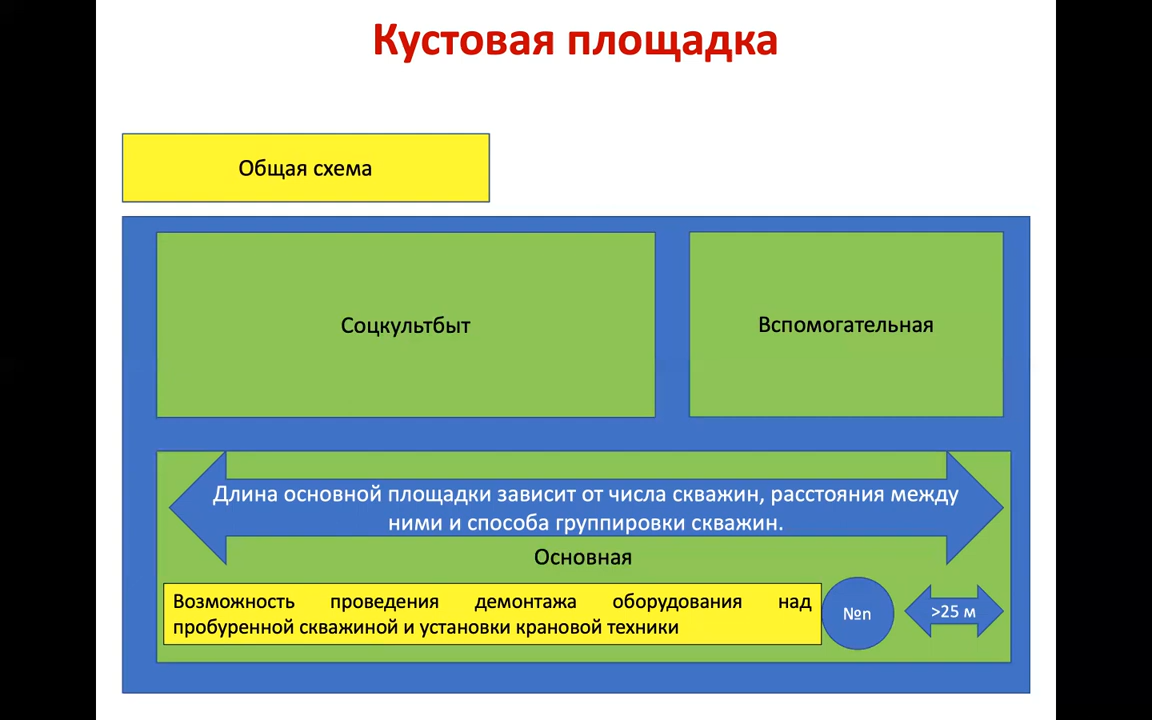 Кустовая площадка
Общая схема
Соцкультбыт
Вспомогательная
Длина основной площадки зависит от числа скважин, расстояния между
ними и способа группировки скважин.
Основная
Возможность проведения демонтажа оборудования над
пробуренной скважиной и установки крановой техники
№n
>25 м